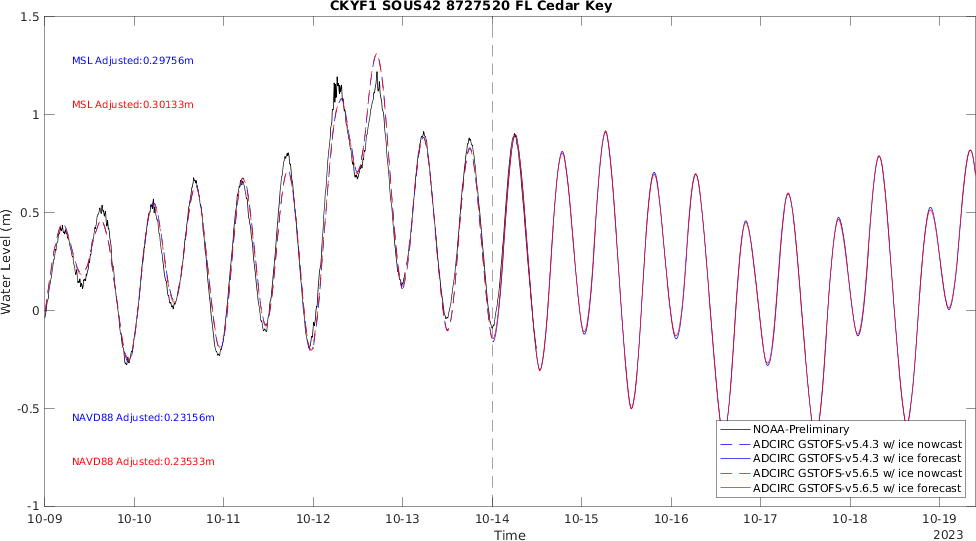 CKYF1 SOUS42 8727520 FL Cedar Key
1.5
MSL Adjusted:0.29756m
MSL Adjusted:0.30133m
1
0.5
Water Level (m)
0
-0.5
NAVD88 Adjusted:0.23156m
NAVD88 Adjusted:0.23533m
NOAA-Preliminary
ADCIRC GSTOFS-v5.4.3 w/ ice nowcast
ADCIRC GSTOFS-v5.4.3 w/ ice forecast
ADCIRC GSTOFS-v5.6.5 w/ ice nowcast
ADCIRC GSTOFS-v5.6.5 w/ ice forecast
-1
10-09 10-10 10-11 10-12 10-13 10-14 10-15 10-16 10-17 10-18 10-19
Time
2023